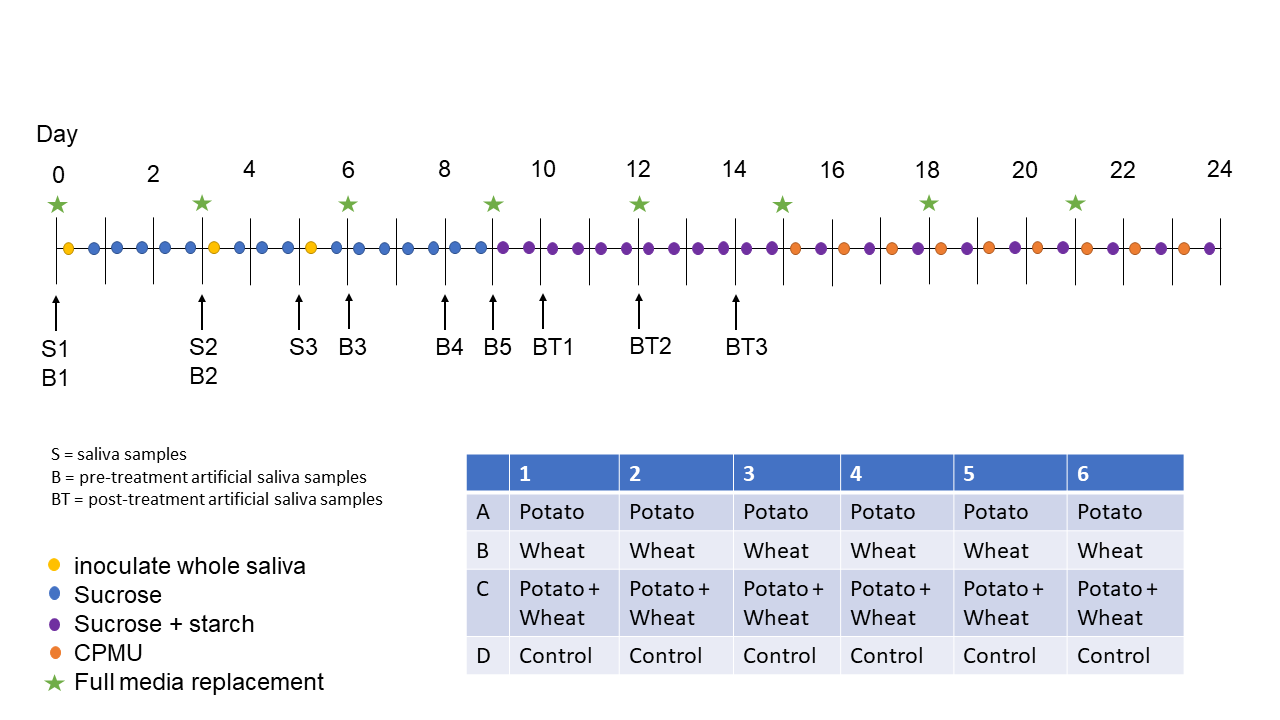 Day
0 2 4 6 8 10 12 14 16 18 20 22 24
S1 S2 S3 B3 B4 B5 BT1 BT2 BT3
B1 B2
S = saliva samples
B = pre-treatment artificial saliva samples
BT = post-treatment artificial saliva samples
inoculate whole saliva
Sucrose
Sucrose + starch
CPMU
Full media replacement
1 2 3 4 5 6
A Potato Potato Potato Potato Potato Potato
B Wheat Wheat Wheat Wheat Wheat Wheat
C Potato + Potato + Potato + Potato + Potato + Potato +
Wheat Wheat Wheat Wheat Wheat Wheat
D Control Control Control Control Control Control